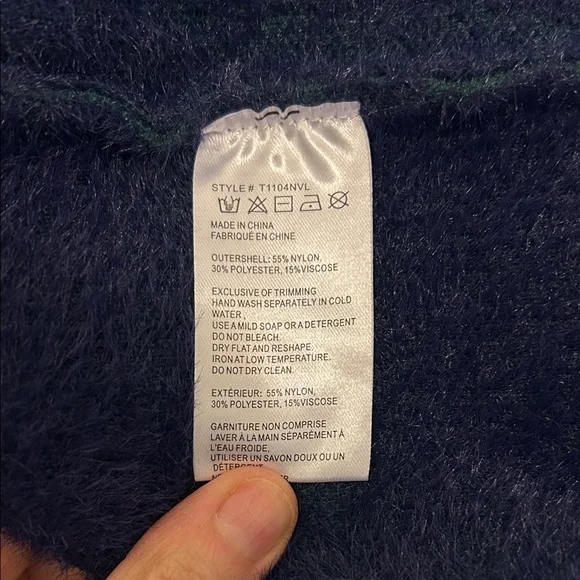 STYLE # T1104NVL
MADE IN CHINA
FABRIQUÉ EN CHINE
OUTERSHELL: 55% NYLON,
30% POLYESTER, 15%VISCOSE
EXCLUSIVE OF TRIMMING
HAND WASH SEPARATELY IN COLD
WATER ,
USE A MILD SOAP OR A DETERGENT
DO NOT BLEACH.
DRY FLAT AND RESHAPE.
IRON AT LOW TEMPERATURE.
DO NOT DRY CLEAN.
EXTÉRIEUR: 55% NYLON,
30% POLYESTER, 15%VISCOSE
GARNITURE NON COMPRISE
LAVER À LA MAIN SÉPARÉMENT À
L'EAU FROIDE,
UTILISER UN SAVON DOUX OU UN
DÉTERGENT